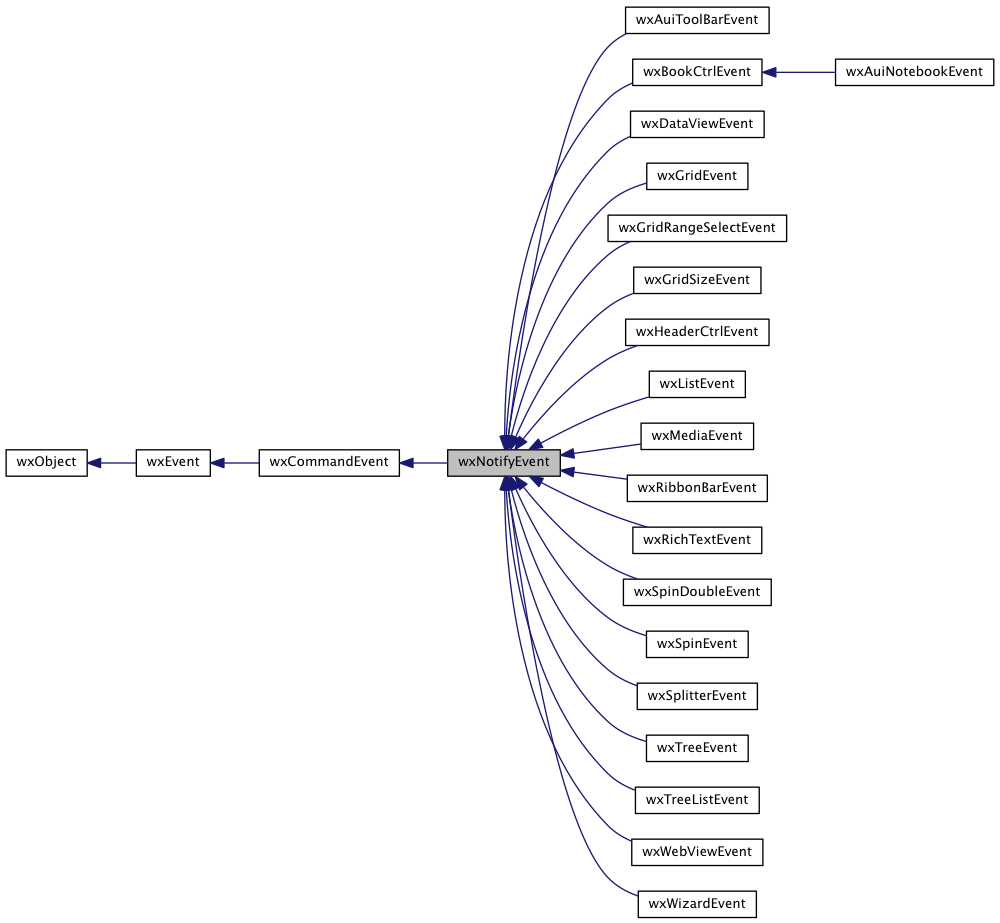 wxAuiToolBarEvent
wxBookCtrlEvent
wxAuiNotebookEvent
wxDataViewEvent
wxGridEvent
wxGridRangeSelectEvent
wxGridSizeEvent
wxHeaderCtrlEvent
wxListEvent
wxMediaEvent
wxObject
wxEvent
wxCommandEvent
wxNotifyEvent
wxRibbonBarEvent
wxRichTextEvent
wxSpinDoubleEvent
wxSpinEvent
wxSplitterEvent
wxTreeEvent
wxTreeListEvent
wxWebViewEvent
wxWizardEvent